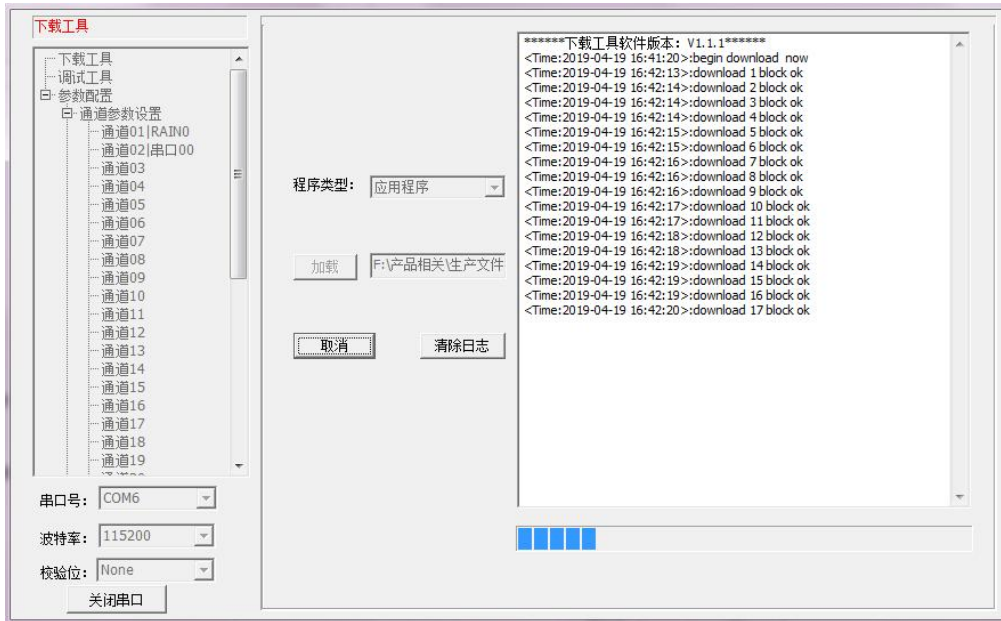 下载工具
下载工具
调试工具
参数配置
通道参数设置
通道01|RAIN0
通道02|串口00
通道03
通道04
通道05
通道06
通道07
通道08
通道09
通道10
通道11
通道12
通道13
通道14
通道15
通道16
通道17
通道18
通道19
串口号: COM6
波特率: 115200
校验位: None
关闭串口
程序类型: 应用程序
加载 F:\产品相关\生产文件
取消 清除日志
******下载工具软件版本: V1.1.1******
<Time:2019-04-19 16:41:20>:begin download  now
<Time:2019-04-19 16:42:13>:download 1 block ok
<Time:2019-04-19 16:42:14>:download 2 block ok
<Time:2019-04-19 16:42:14>:download 3 block ok
<Time:2019-04-19 16:42:14>:download 4 block ok
<Time:2019-04-19 16:42:15>:download 5 block ok
<Time:2019-04-19 16:42:15>:download 6 block ok
<Time:2019-04-19 16:42:16>:download 7 block ok
<Time:2019-04-19 16:42:16>:download 8 block ok
<Time:2019-04-19 16:42:16>:download 9 block ok
<Time:2019-04-19 16:42:17>:download 10 block ok
<Time:2019-04-19 16:42:17>:download 11 block ok
<Time:2019-04-19 16:42:18>:download 12 block ok
<Time:2019-04-19 16:42:18>:download 13 block ok
<Time:2019-04-19 16:42:19>:download 14 block ok
<Time:2019-04-19 16:42:19>:download 15 block ok
<Time:2019-04-19 16:42:19>:download 16 block ok
<Time:2019-04-19 16:42:20>:download 17 block ok